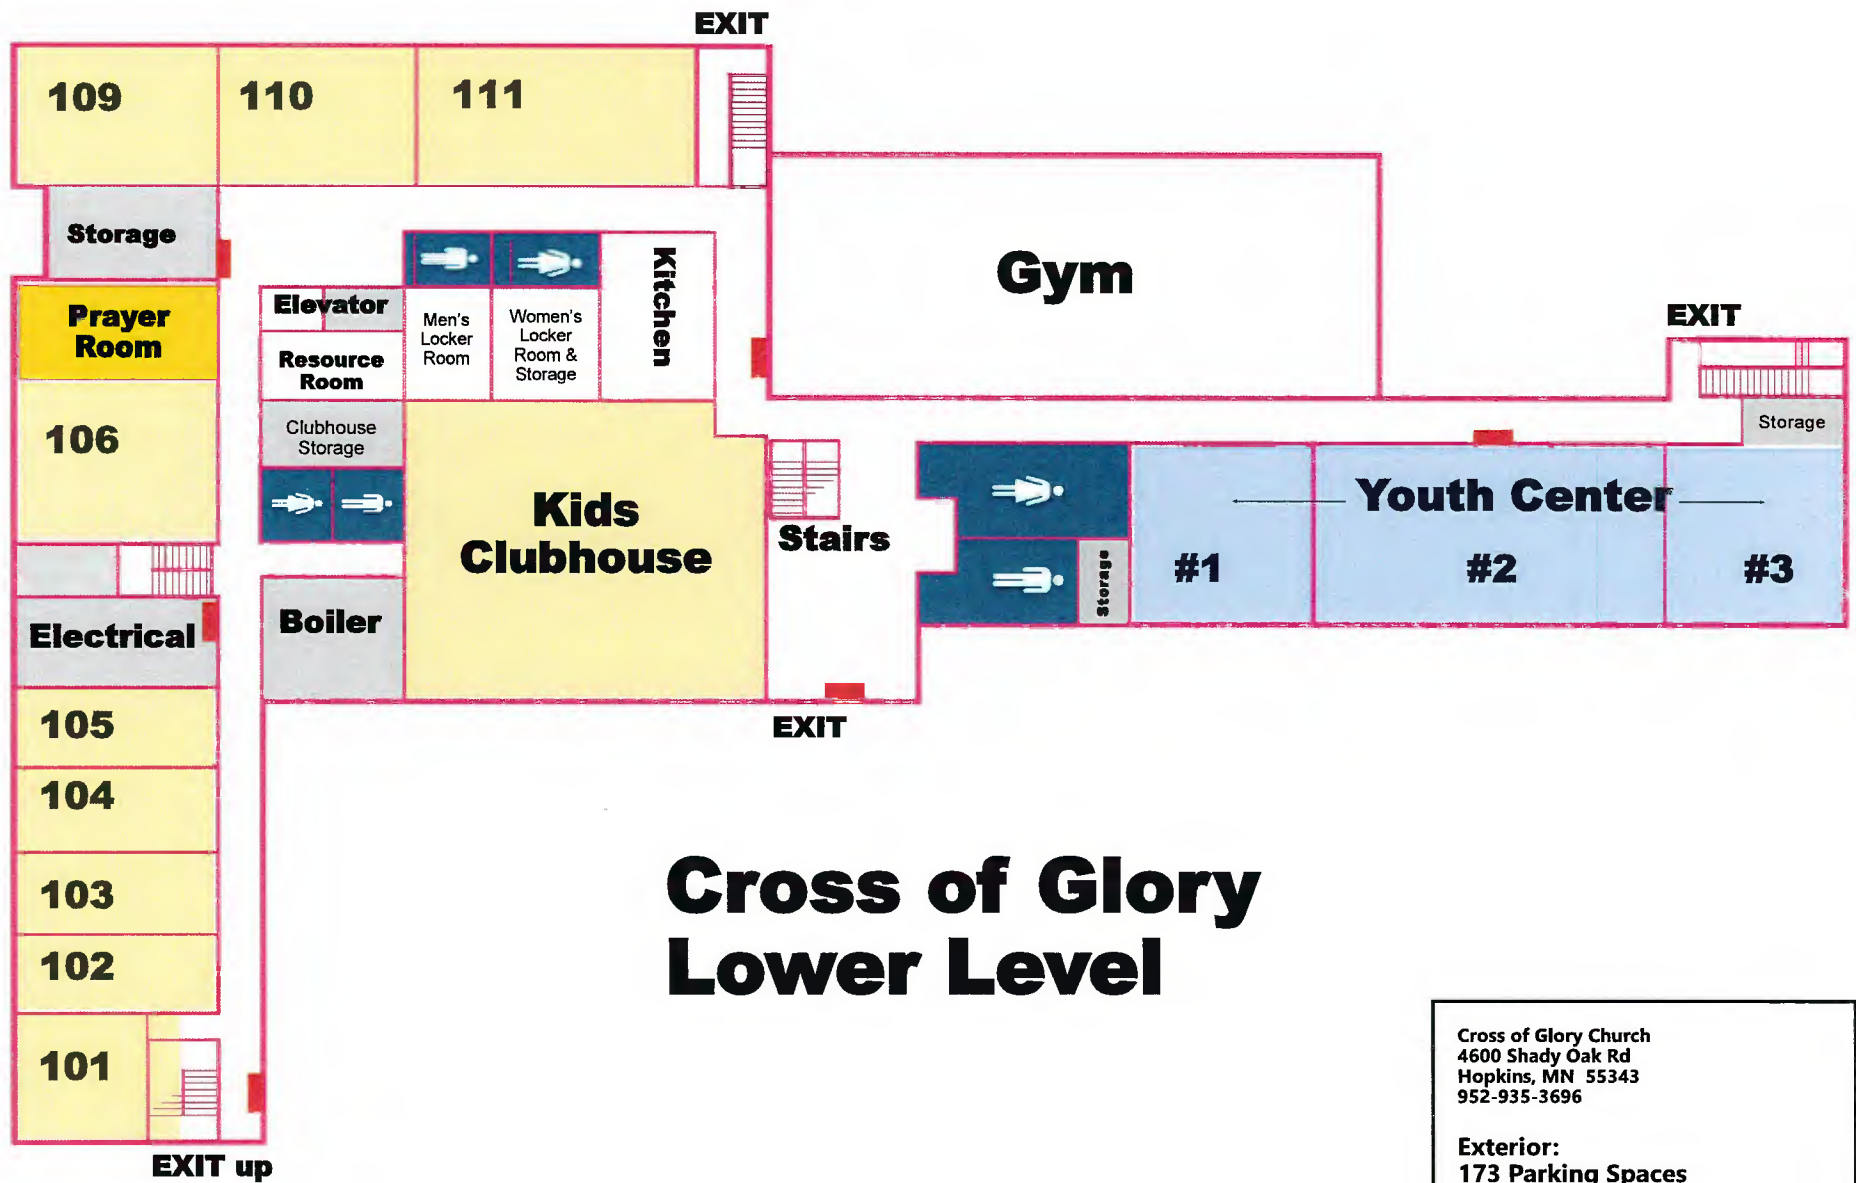 EXIT
109
110
111
Storage
Prayer
Room
106
Electrical
105
104
103
102
101
EXIT up
Elevator
Resource
Room
Clubhouse
Storage
Boiler
Men's
Locker
Room
Women's
Locker
Room &
Storage
Kitchen
Kids
Clubhouse
Stairs
EXIT
Gym
EXIT
Storage
Storage
Youth Center
#1
#2
#3
Cross of Glory
Lower Level
Cross of Glory Church
4600 Shady Oak Rd
Hopkins, MN 55343
952-935-3696
Exterior:
173 Parking Spaces